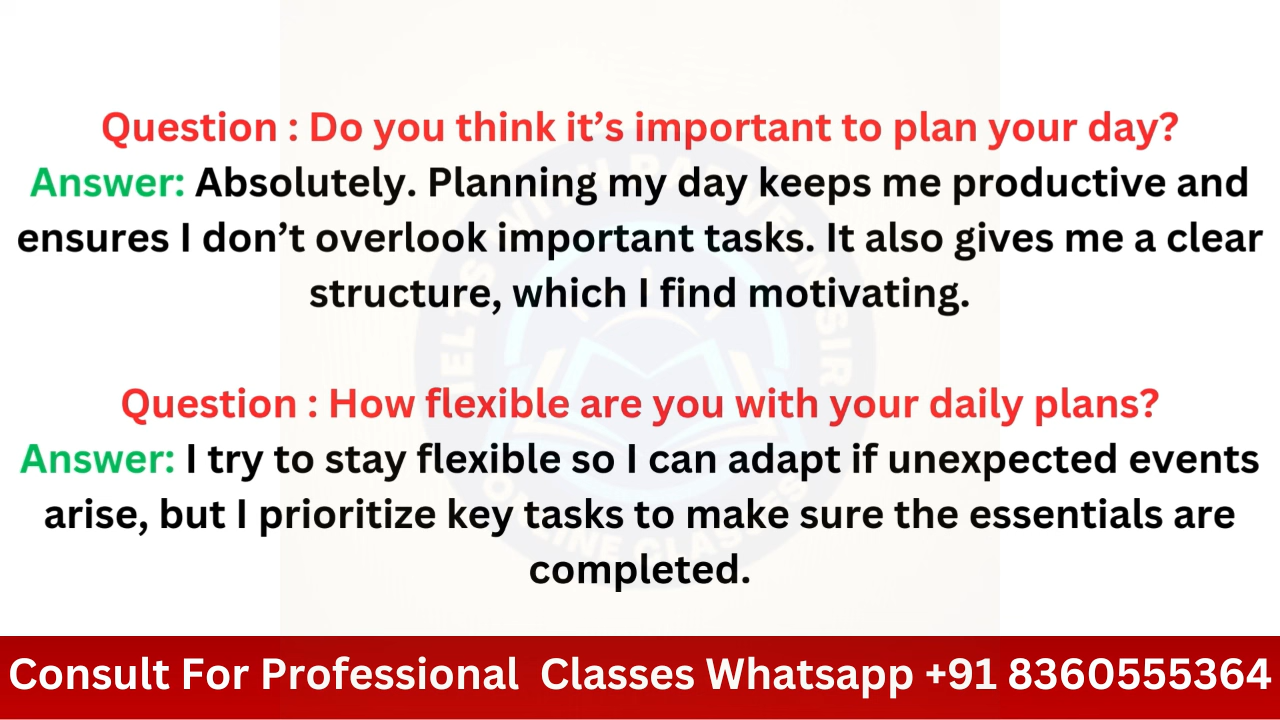 Question : Do you think it’s important to plan your day?
Answer: Absolutely. Planning my day keeps me productive and
ensures I don’t overlook important tasks. It also gives me a clear
structure, which I find motivating.
Question : How flexible are you with your daily plans?
Answer: I try to stay flexible so I can adapt if unexpected events
arise, but I prioritize key tasks to make sure the essentials are
completed.
Consult For Professional Classes Whatsapp +91 8360555364